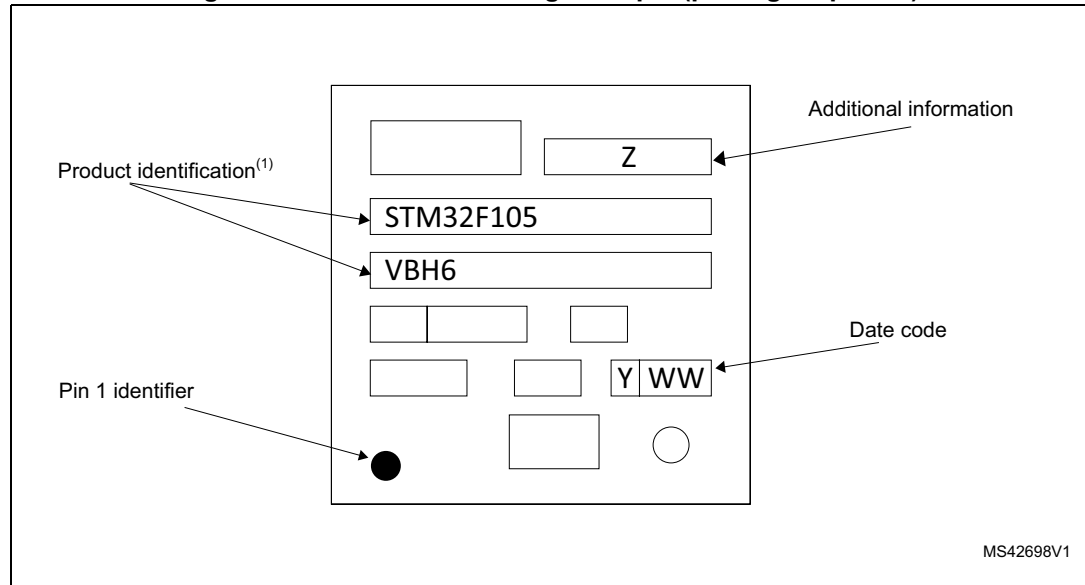 Additional information
Z
Product identification(1)
STM32F105
VBH6
Date code
Y WW
Pin 1 identifier
MS42698V1